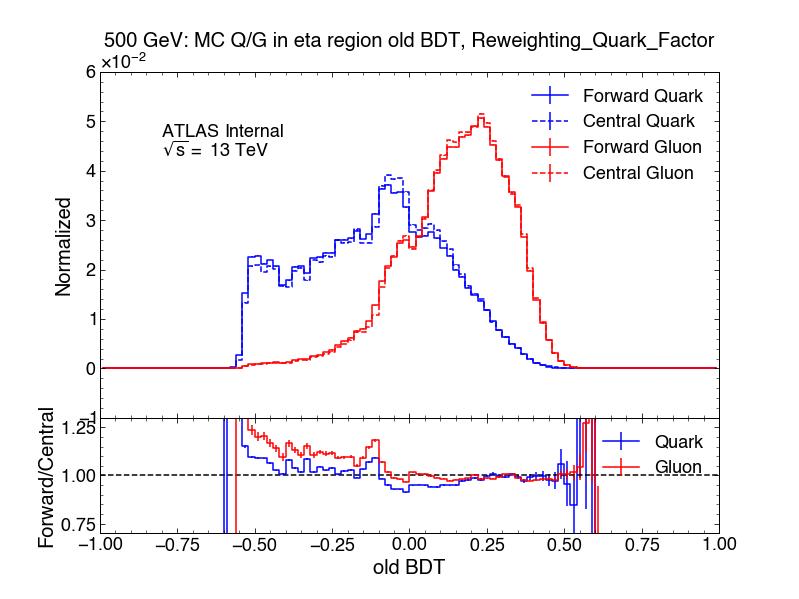 500 GeV: MC Q/G in eta region old BDT, Reweighting_Quark_Factor
×10⁻²
6
5
4
3
2
1
0
−1
Normalized
ATLAS Internal
√s = 13 TeV
Forward Quark
Central Quark
Forward Gluon
Central Gluon
1.25
1.00
0.75
Forward/Central
Quark
Gluon
−1.00 −0.75 −0.50 −0.25 0.00 0.25 0.50 0.75 1.00
old BDT